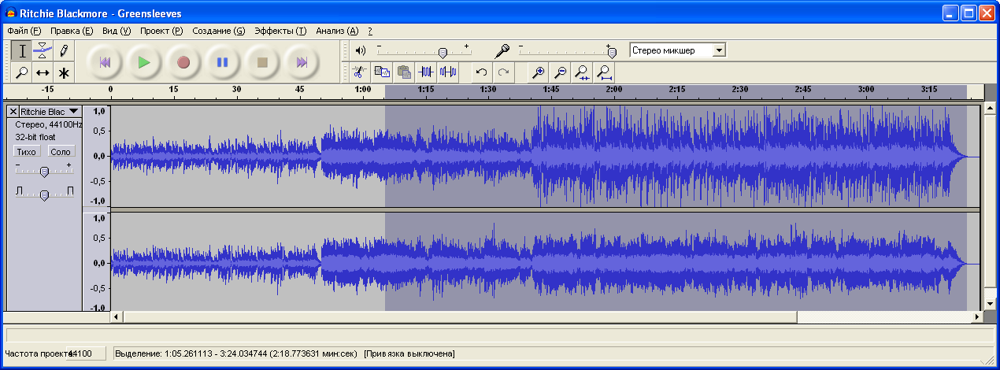 Ritchie Blackmore - Greensleeves
Файл (F) Правка (E) Вид (V) Проект (P) Создание (G) Эффекты (T) Анализ (A) ?
- + - + Стерео микшер
-15 0 15 30 45 1:00 1:15 1:30 1:45 2:00 2:15 2:30 2:45 3:00 3:15
Ritchie Blac
Стерео, 44100Hz
32-bit float
Тихо Соло
- +
Л П
1,0
0,5
0,0
-0,5
-1,0
1,0
0,5
0,0
-0,5
-1,0
Частота проекта 44100 Выделение: 1:05.261113 - 3:24.034744 (2:18.773631 мин:сек) [Привязка выключена]